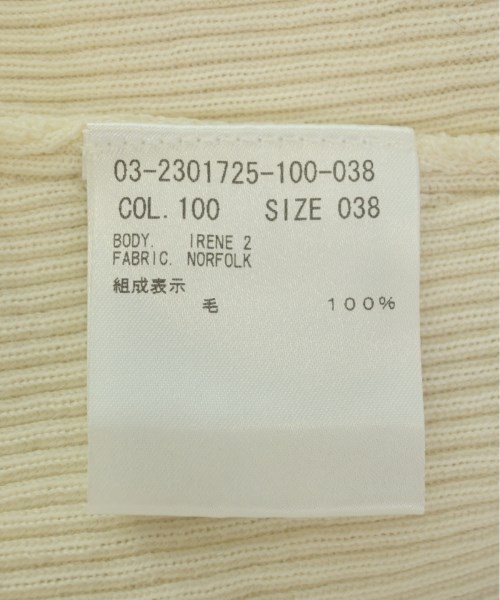 03-2301725-100-038
COL. 100 SIZE 038
BODY. IRENE 2
FABRIC. NORFOLK
組成表示
毛 100%